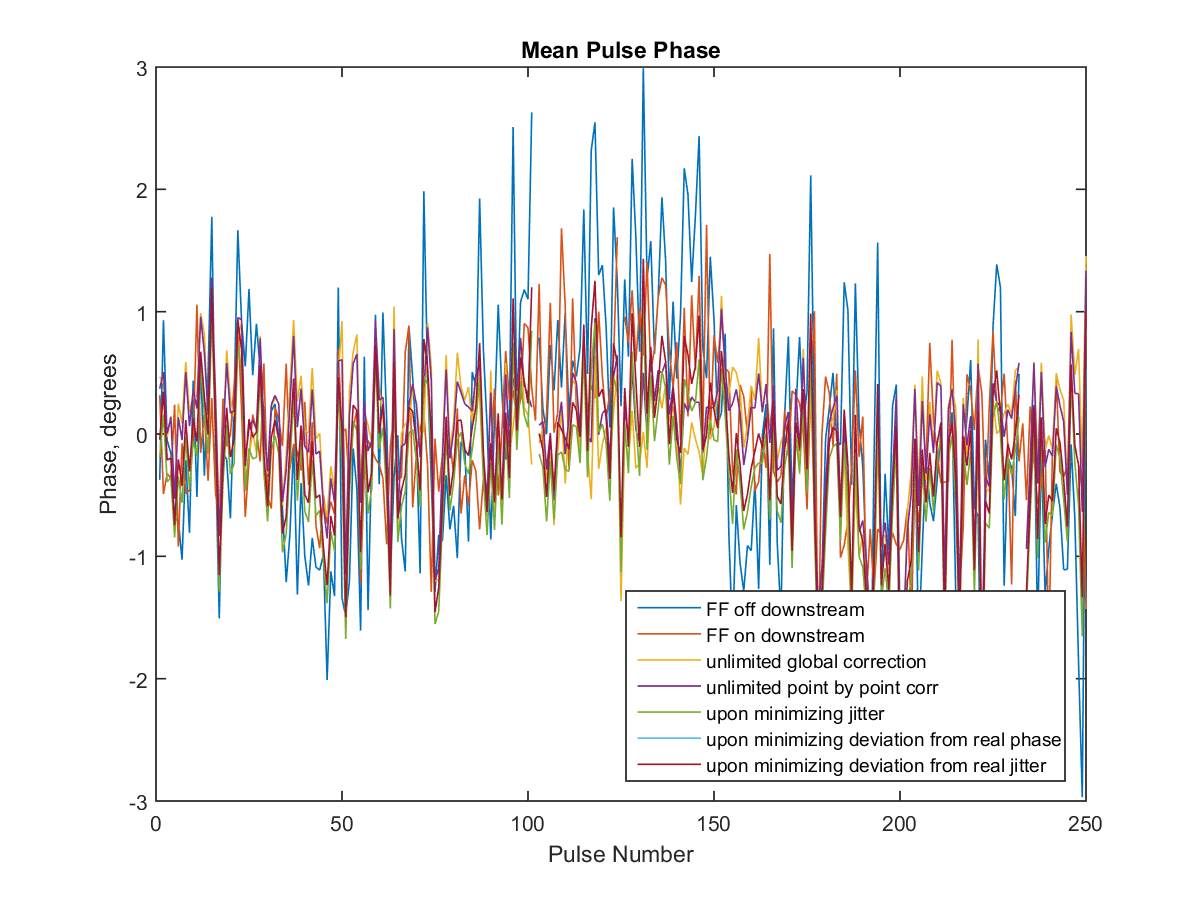 Mean Pulse Phase
3
2
1
0
-1
-2
-3
Phase, degrees
FF off downstream
FF on downstream
unlimited global correction
unlimited point by point corr
upon minimizing jitter
upon minimizing deviation from real phase
upon minimizing deviation from real jitter
0 50 100 150 200 250
Pulse Number